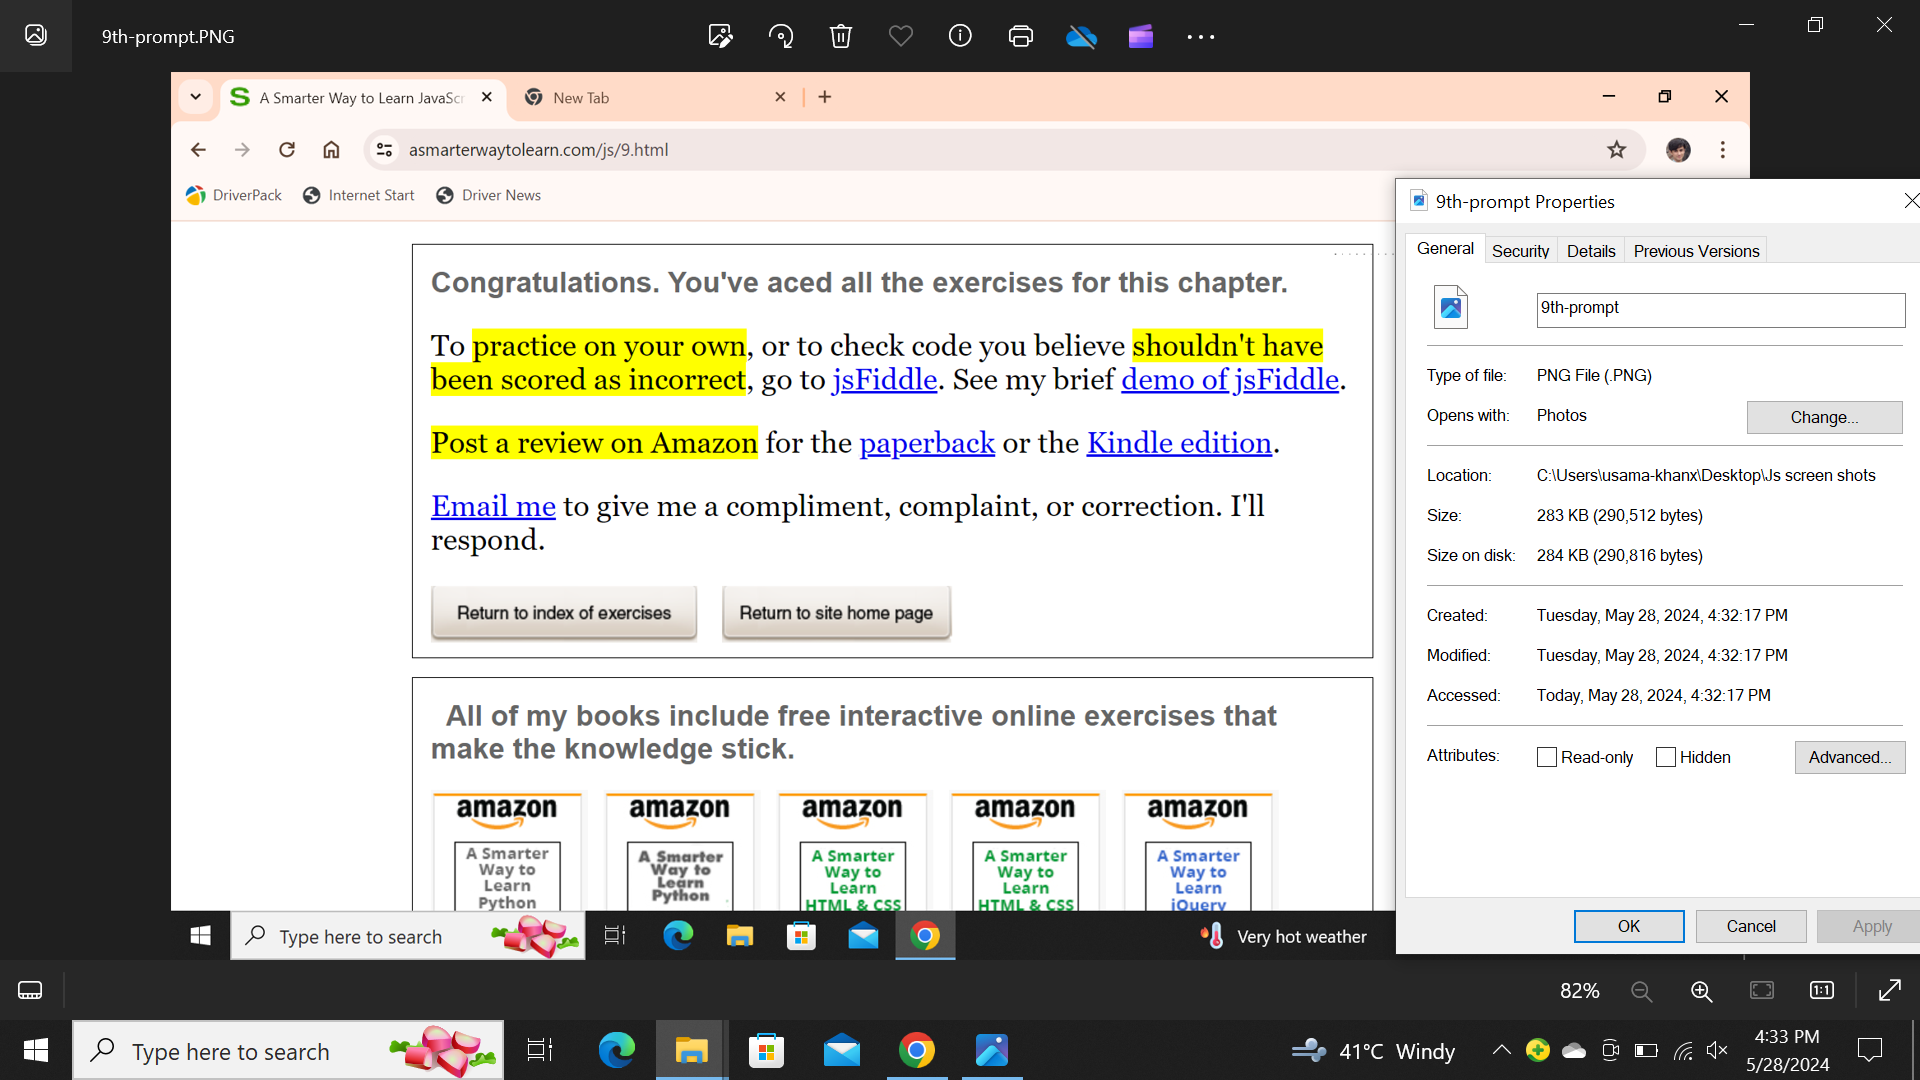 9th-prompt.PNG
A Smarter Way to Learn JavaScr
New Tab
asmarterwaytolearn.com/js/9.html
DriverPack
Internet Start
Driver News
Congratulations. You've aced all the exercises for this chapter.
To practice on your own, or to check code you believe shouldn't have
been scored as incorrect, go to jsFiddle. See my brief demo of jsFiddle.
Post a review on Amazon for the paperback or the Kindle edition.
Email me to give me a compliment, complaint, or correction. I'll
respond.
Return to index of exercises
Return to site home page
All of my books include free interactive online exercises that
make the knowledge stick.
amazon
A Smarter
Way to
Learn
Python
amazon
A Smarter
Way to
Learn
Python
amazon
A Smarter
Way to
Learn
HTML & CSS
amazon
A Smarter
Way to
Learn
HTML & CSS
amazon
A Smarter
Way to
Learn
jQuery
Type here to search
Very hot weather
9th-prompt Properties
General
Security
Details
Previous Versions
9th-prompt
Type of file: PNG File (.PNG)
Opens with: Photos
Change...
Location: C:\Users\usama-khanx\Desktop\Js screen shots
Size: 283 KB (290,512 bytes)
Size on disk: 284 KB (290,816 bytes)
Created: Tuesday, May 28, 2024, 4:32:17 PM
Modified: Tuesday, May 28, 2024, 4:32:17 PM
Accessed: Today, May 28, 2024, 4:32:17 PM
Attributes: Read-only Hidden
Advanced...
OK
Cancel
Apply
82%
1:1
Type here to search
41°C Windy
4:33 PM
5/28/2024